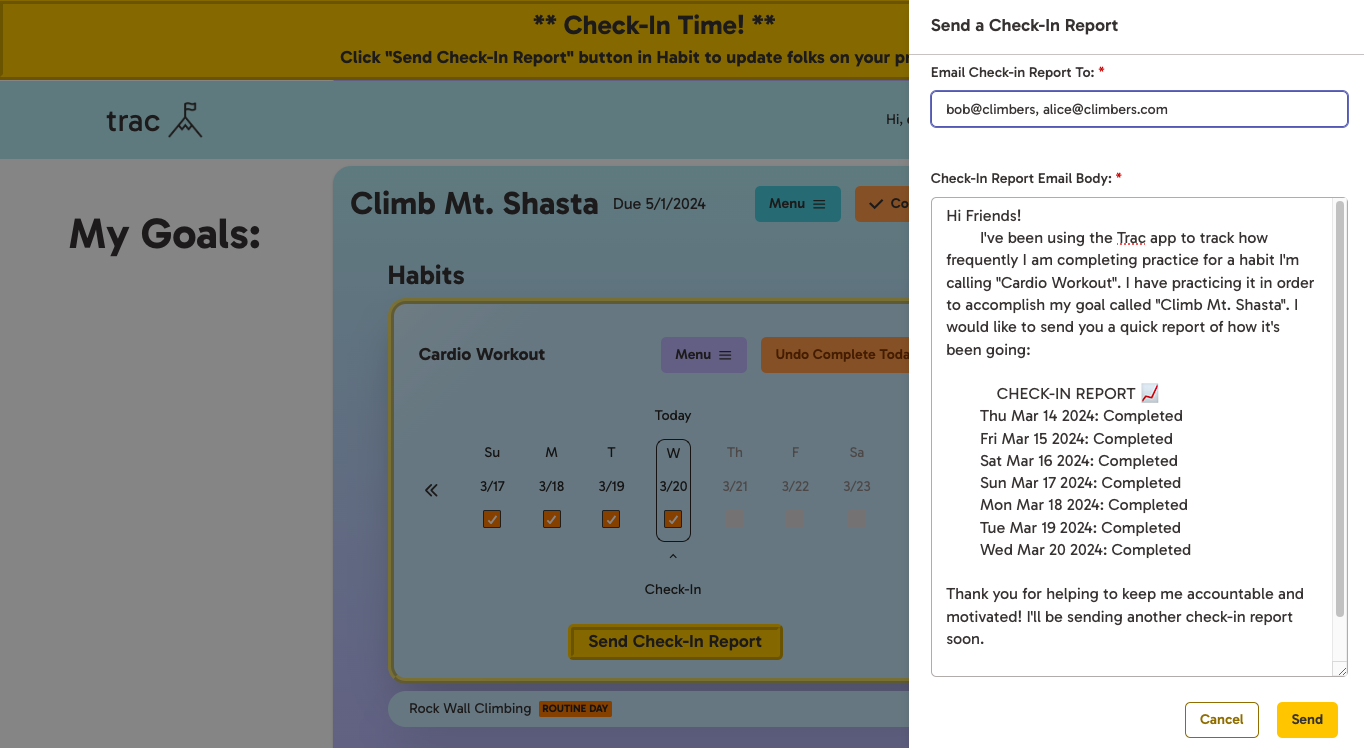 ** Check-In Time! **
Click "Send Check-In Report" button in Habit to update folks on your
trac
Hi,
My Goals:
Climb Mt. Shasta
Due 5/1/2024
Menu
Habits
Cardio Workout
Menu
Undo Complete
Today
Su M T W Th F Sa
3/17 3/18 3/19 3/20 3/21 3/22 3/23
Check-In
Send Check-In Report
Rock Wall Climbing ROUTINE DAY
Send a Check-In Report
Email Check-in Report To: *
bob@climbers, alice@climbers.com
Check-In Report Email Body: *
Hi Friends!
I've been using the Trac app to track how
frequently I am completing practice for a habit I'm
calling "Cardio Workout". I have practicing it in order
to accomplish my goal called "Climb Mt. Shasta". I
would like to send you a quick report of how it's
been going:
CHECK-IN REPORT 📈
Thu Mar 14 2024: Completed
Fri Mar 15 2024: Completed
Sat Mar 16 2024: Completed
Sun Mar 17 2024: Completed
Mon Mar 18 2024: Completed
Tue Mar 19 2024: Completed
Wed Mar 20 2024: Completed
Thank you for helping to keep me accountable and
motivated! I'll be sending another check-in report
soon.
Cancel
Send